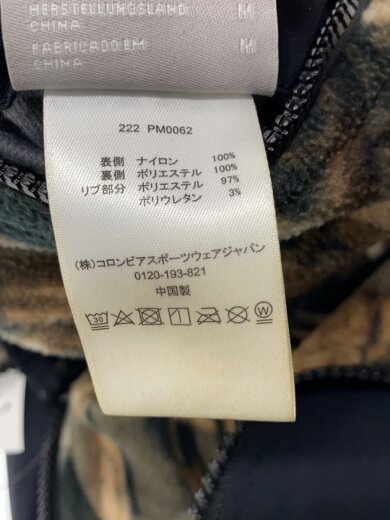 HERSTELLUNGSLAND M
CHINA
FABRICADO EM M
CHINA
222 PM0062
表側 ナイロン 100%
裏側 ポリエステル 100%
リブ部分 ポリエステル 97%
ポリウレタン 3%
(株)コロンビアスポーツウェアジャパン
0120-193-821
中国製